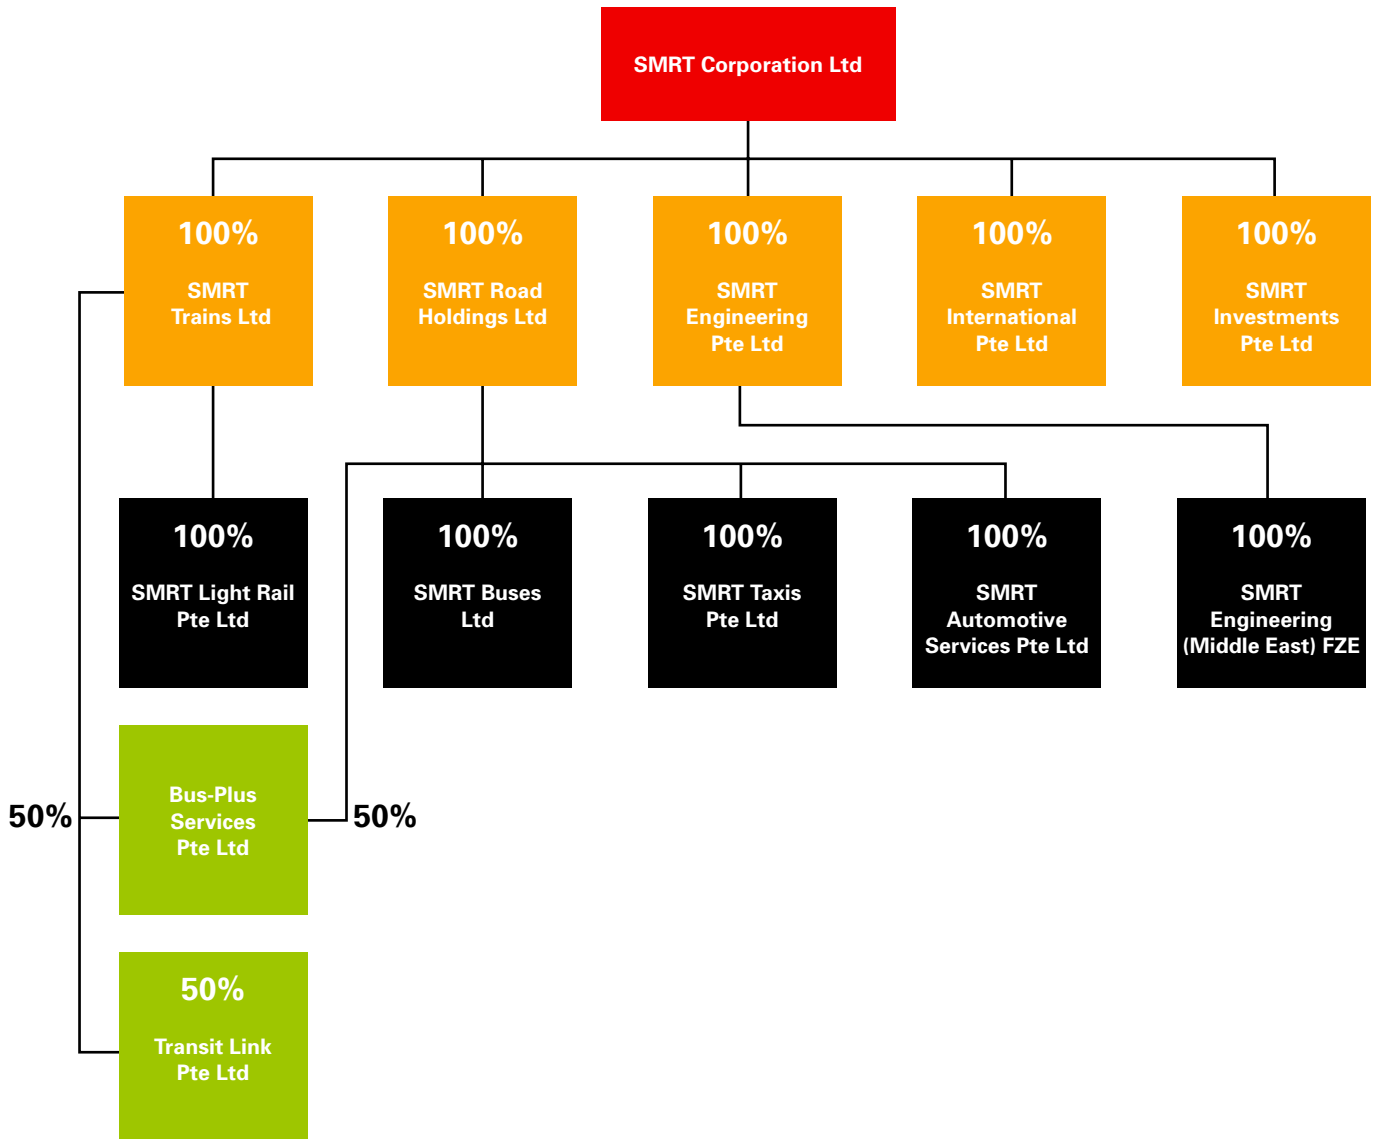 SMRT Corporation Ltd
100%
SMRT
Trains Ltd
100%
SMRT Road
Holdings Ltd
100%
SMRT
Engineering
Pte Ltd
100%
SMRT
International
Pte Ltd
100%
SMRT
Investments
Pte Ltd
100%
SMRT Light Rail
Pte Ltd
100%
SMRT Buses
Ltd
100%
SMRT Taxis
Pte Ltd
100%
SMRT
Automotive
Services Pte Ltd
100%
SMRT
Engineering
(Middle East) FZE
50%
Bus-Plus
Services
Pte Ltd
50%
50%
Transit Link
Pte Ltd